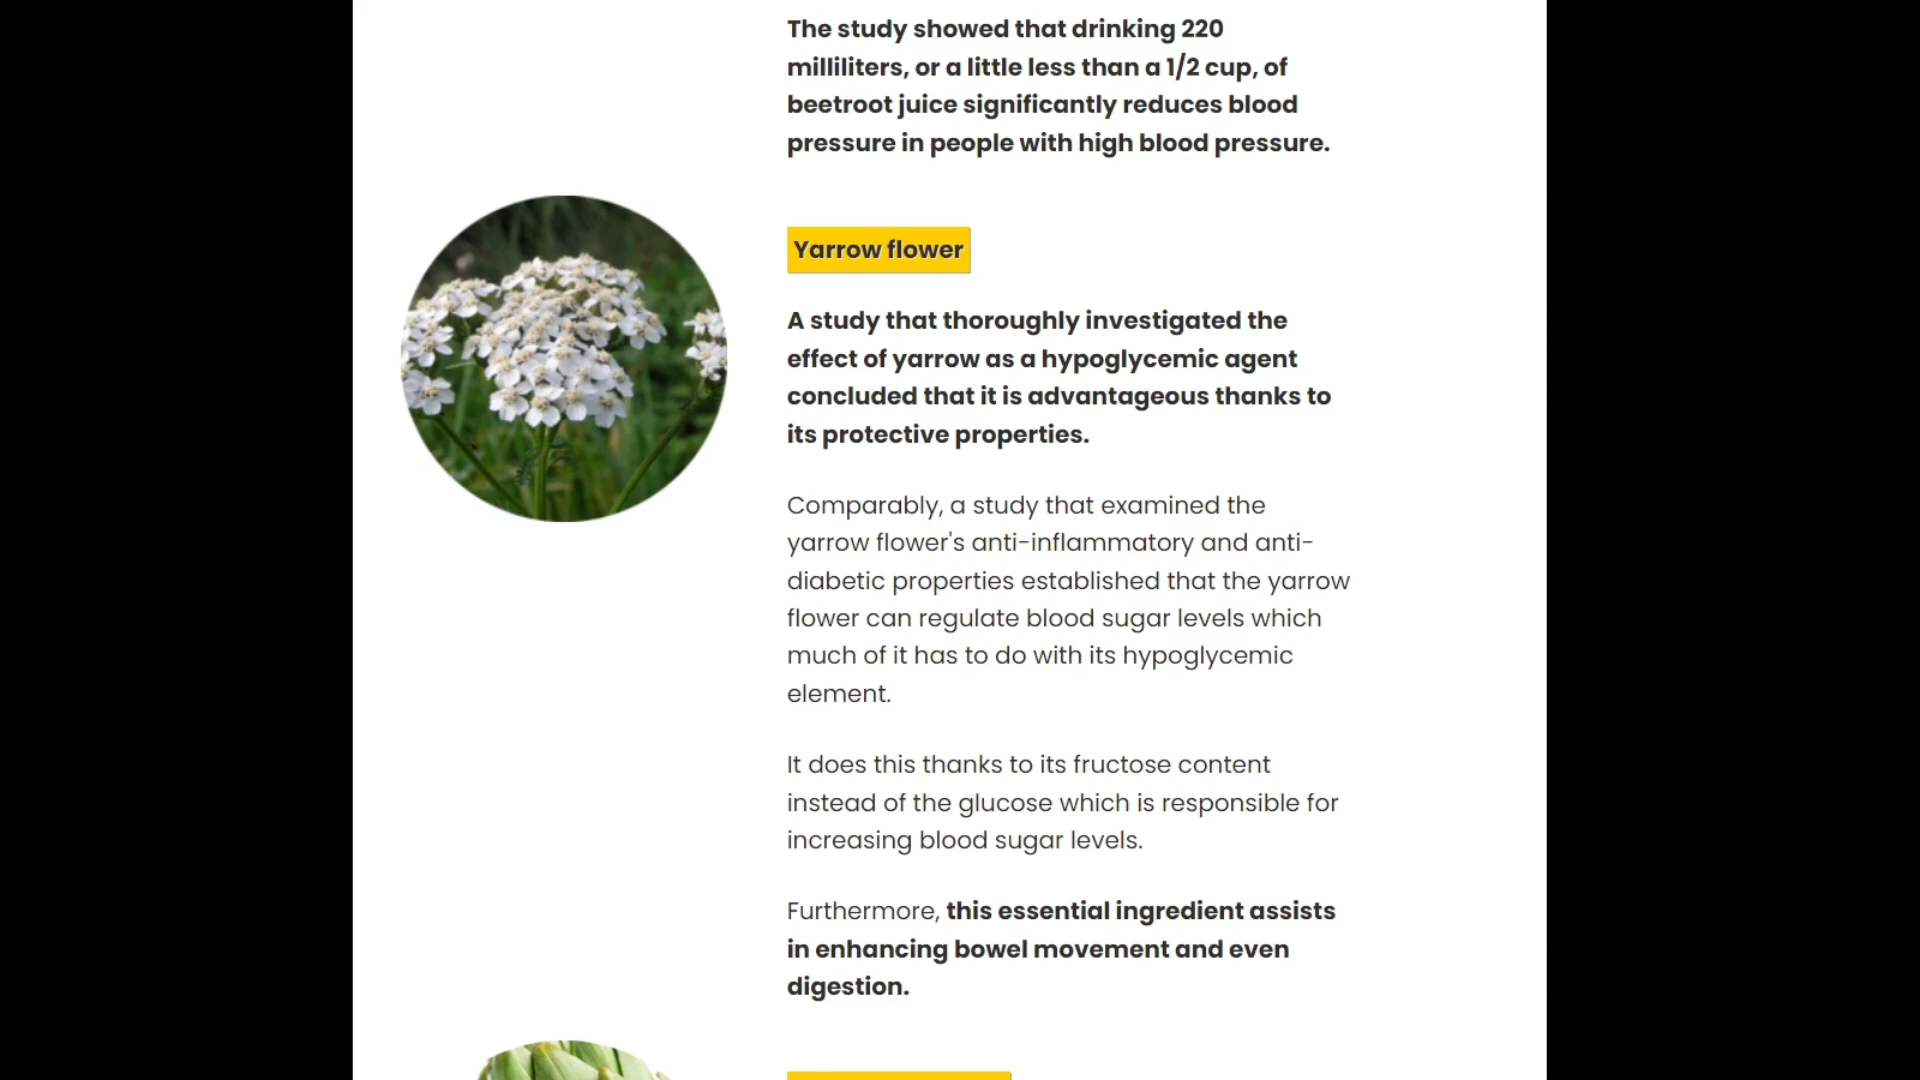 The study showed that drinking 220
milliliters, or a little less than a 1/2 cup, of
beetroot juice significantly reduces blood
pressure in people with high blood pressure.
Yarrow flower
A study that thoroughly investigated the
effect of yarrow as a hypoglycemic agent
concluded that it is advantageous thanks to
its protective properties.
Comparably, a study that examined the
yarrow flower's anti-inflammatory and anti-
diabetic properties established that the yarrow
flower can regulate blood sugar levels which
much of it has to do with its hypoglycemic
element.
It does this thanks to its fructose content
instead of the glucose which is responsible for
increasing blood sugar levels.
Furthermore, this essential ingredient assists
in enhancing bowel movement and even
digestion.